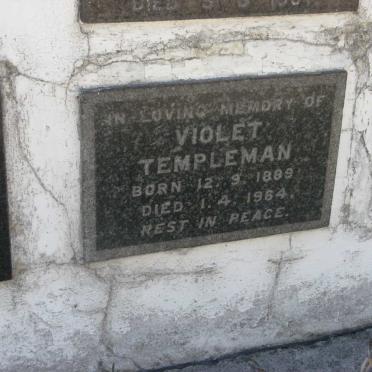 IN LOVING MEMORY OF
VIOLET
TEMPLEMAN
BORN 12.9.1889
DIED 1.4.1964.
REST IN PEACE.